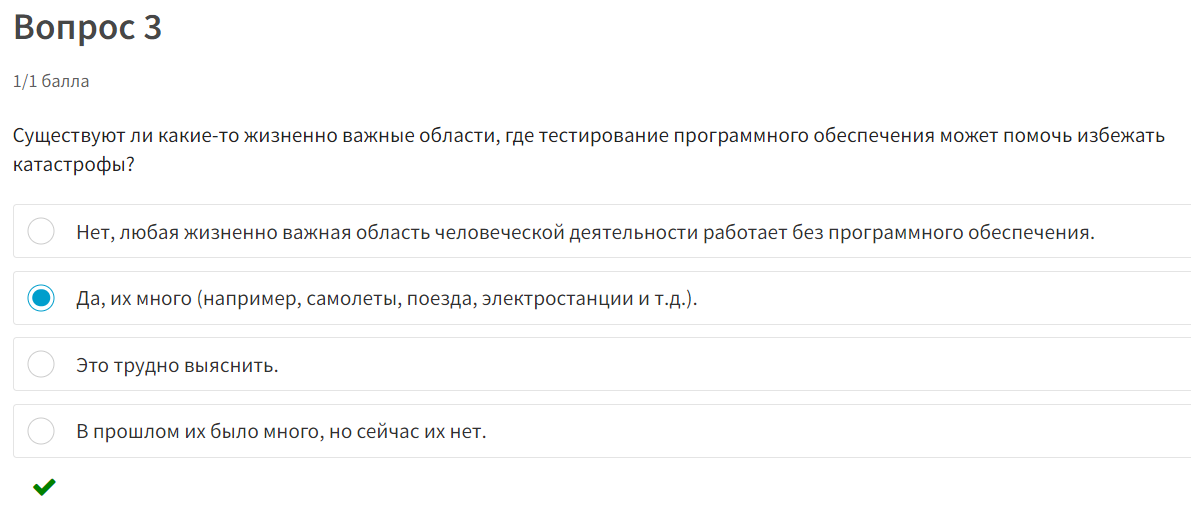 Вопрос 3
1/1 балла
Существуют ли какие-то жизненно важные области, где тестирование программного обеспечения может помочь избежать
катастрофы?
Нет, любая жизненно важная область человеческой деятельности работает без программного обеспечения.
Да, их много (например, самолеты, поезда, электростанции и т.д.).
Это трудно выяснить.
В прошлом их было много, но сейчас их нет.